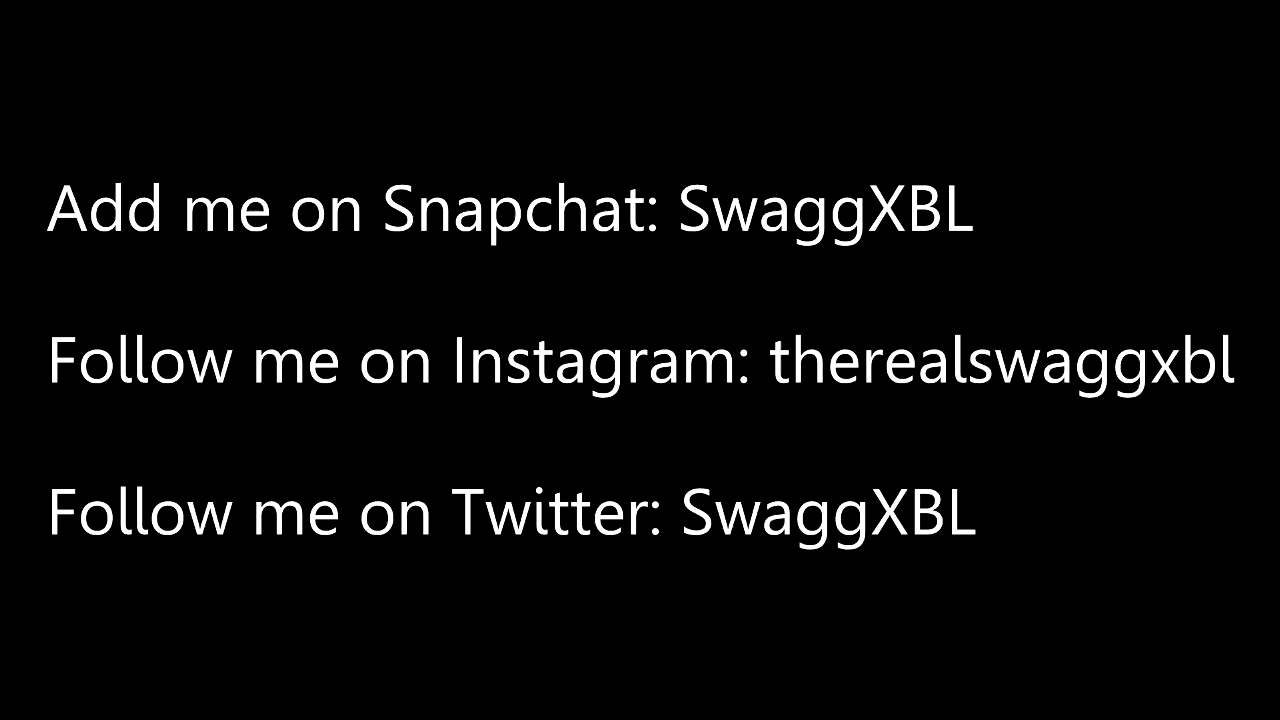 Add me on Snapchat: SwaggXBL
Follow me on Instagram: therealswaggxbl
Follow me on Twitter: SwaggXBL